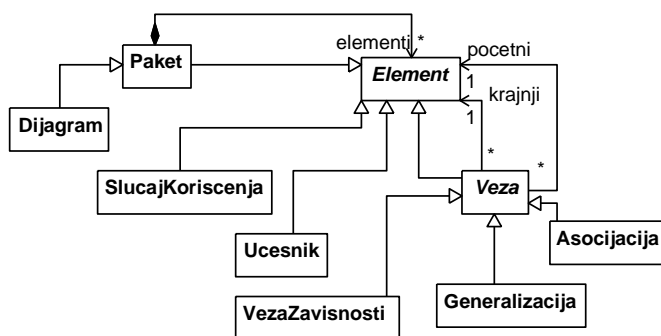 elementi
*
pocetni
Paket
Element
1
krajnji
1
Dijagram
*
*
SlucajKoriscenja
Veza
Ucesnik
Asocijacija
VezaZavisnosti
Generalizacija